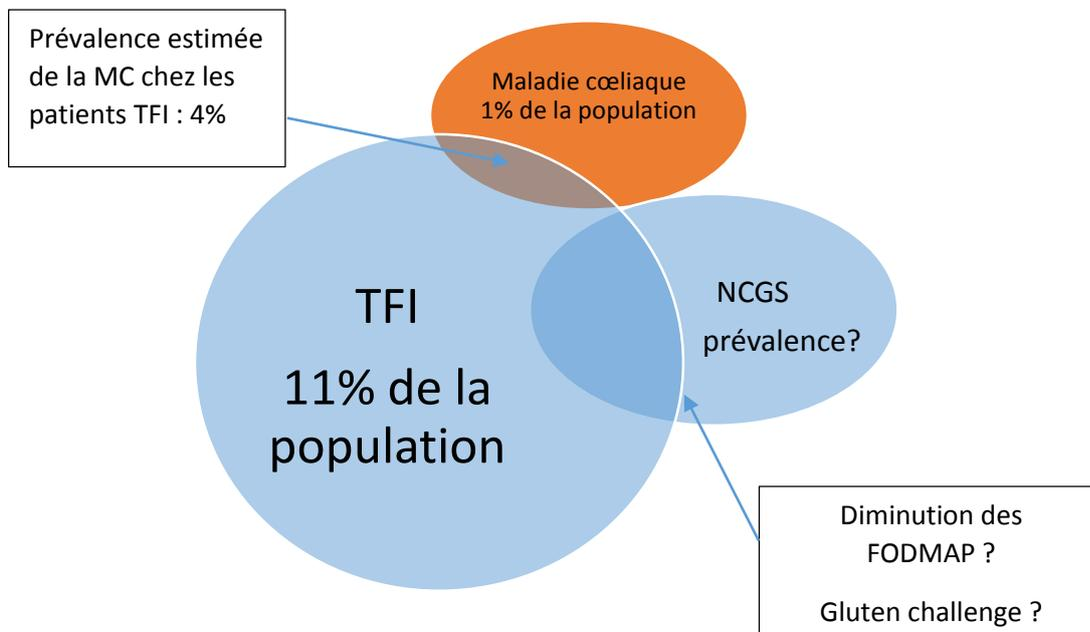 Prévalence estimée
de la MC chez les
patients TFI : 4%
Maladie cœliaque
1% de la population
TFI
11% de la
population
NCGS
prévalence?
Diminution des
FODMAP ?
Gluten challenge ?